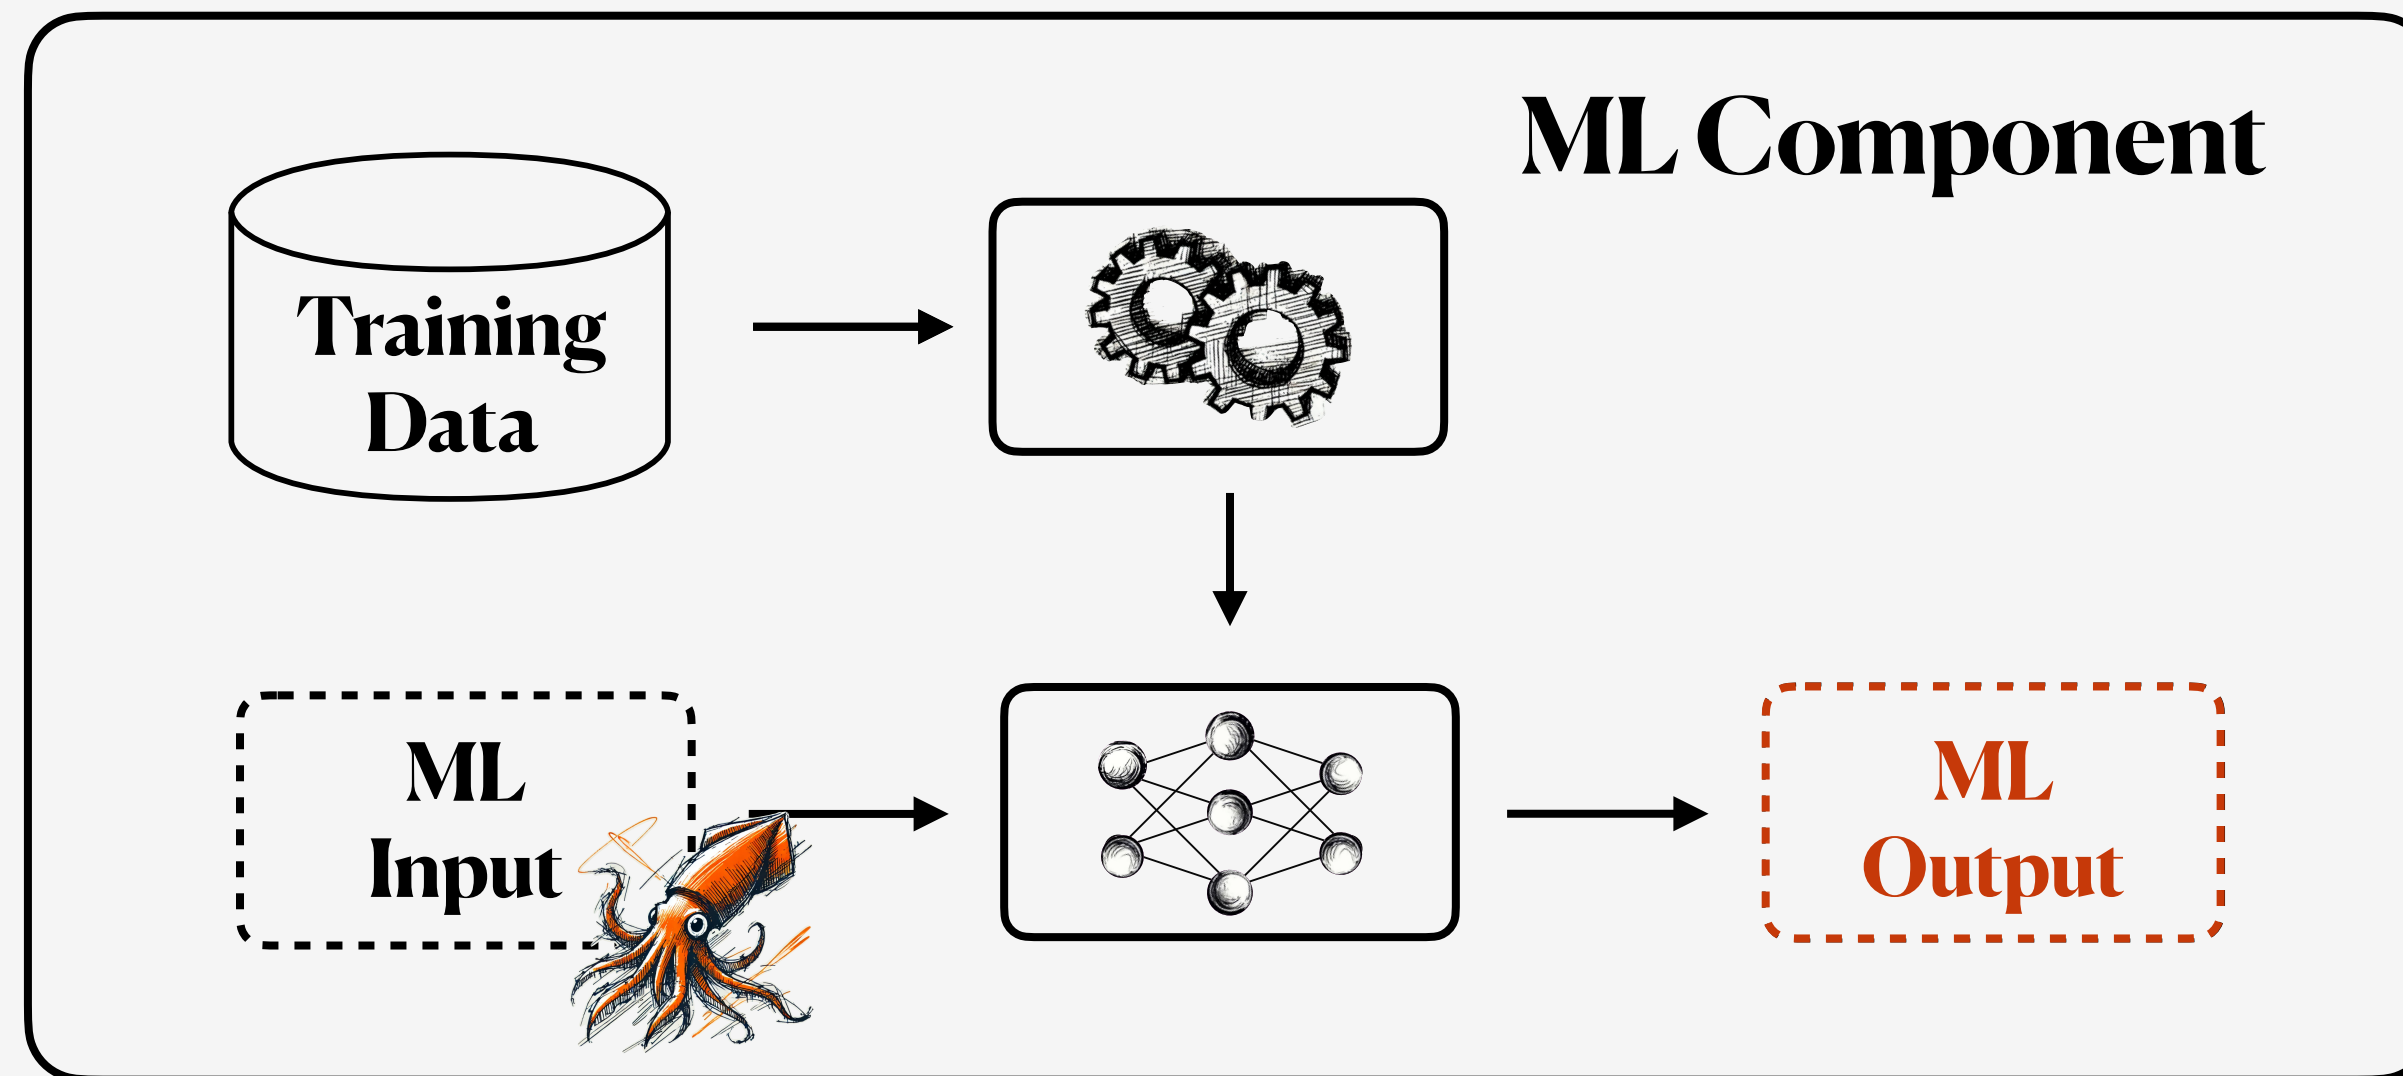 ML Component
Training
Data
ML
Input
ML
Output